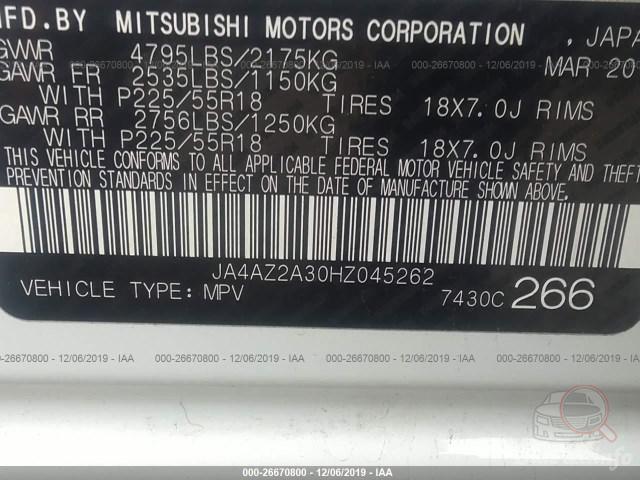 MFD.BY MITSUBISHI MOTORS CORPORATION , JAPA
GWWR 4795LBS/2175KG MAR 20
GAWR FR 2535LBS/1150KG
WITH P225/55R18 TIRES 18X7.0J RIMS
GAWR RR 2756LBS/1250KG
WITH P225/55R18 TIRES 18X7.0J RIMS
THIS VEHICLE CONFORMS TO ALL APPLICABLE FEDERAL MOTOR VEHICLE SAFETY AND THEFT
PREVENTION STANDARDS IN EFFECT ON THE DATE OF MANUFACTURE SHOWN ABOVE.
JA4AZ2A30HZ045262
VEHICLE TYPE: MPV 7430C 266
000-26670800 - 12/06/2019 - IAA